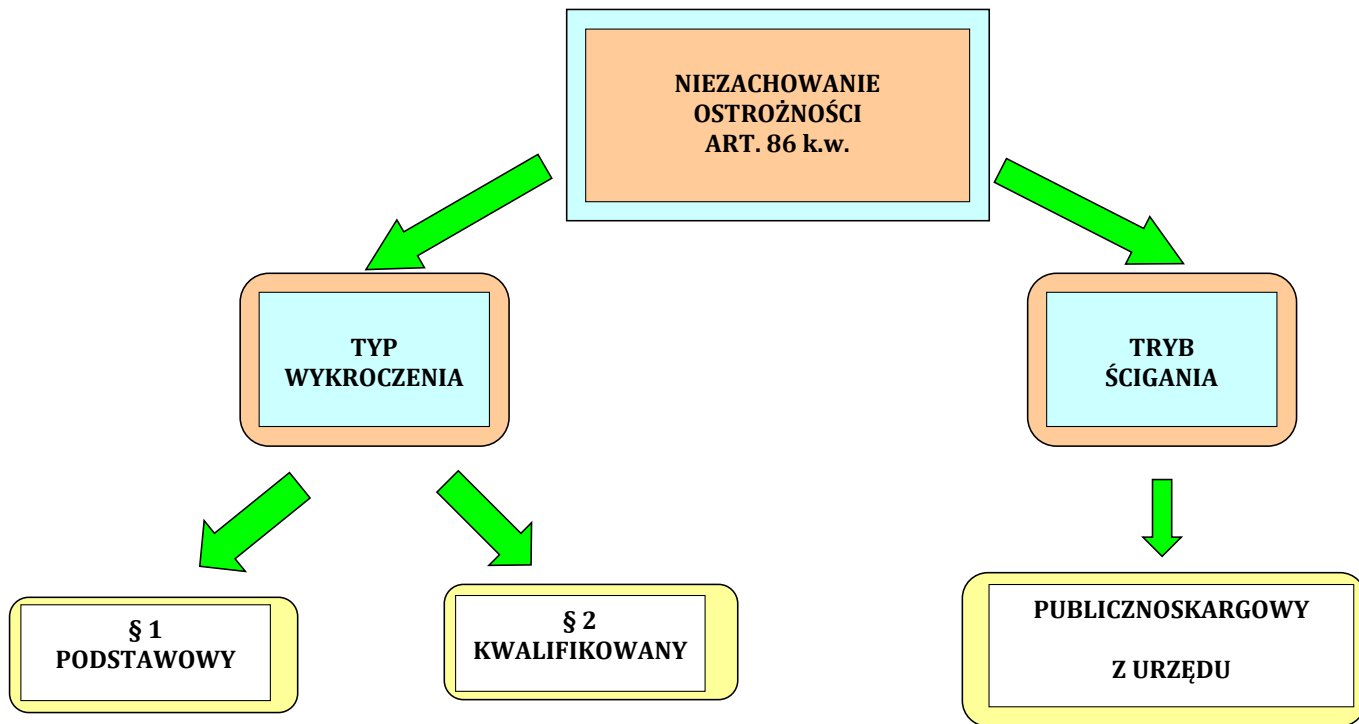 NIEZACHOWANIE
OSTROŻNOŚCI
ART. 86 k.w.
TYP
WYKROCZENIA
TRYB
ŚCIGANIA
§ 1
PODSTAWOWY
§ 2
KWALIFIKOWANY
PUBLICZNOSKARGOWY
Z URZĘDU